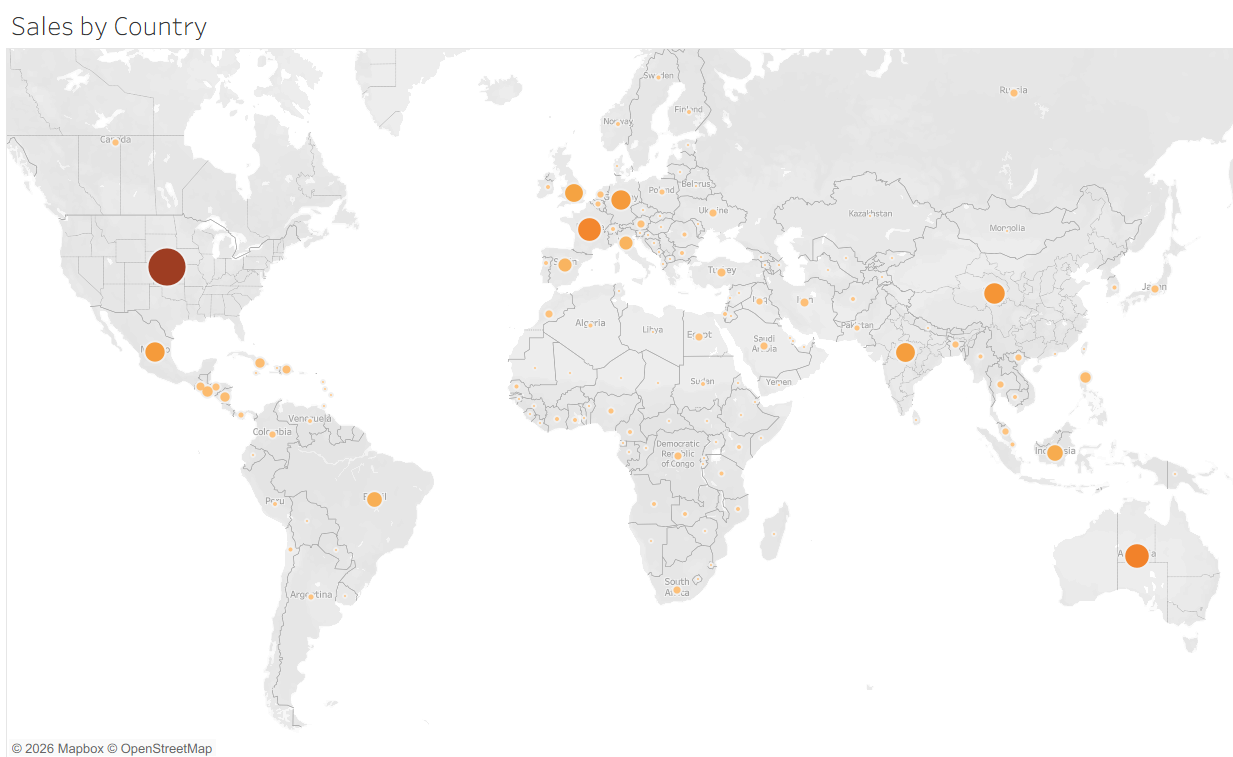 Sales by Country
Sweden
Russia
Finland
Norway
Canada
Poland
Belarus
Ukraine
Kazakhstan
Mongolia
Turkey
Iraq
Iran
Japan
Algeria
Libya
Egypt
Pakistan
Saudi
Arabia
Sudan
Yemen
Venezuela
Colombia
Democratic
Republic
of Congo
Indonesia
Peru
Brazil
South
Africa
Argentina
© 2026 Mapbox © OpenStreetMap